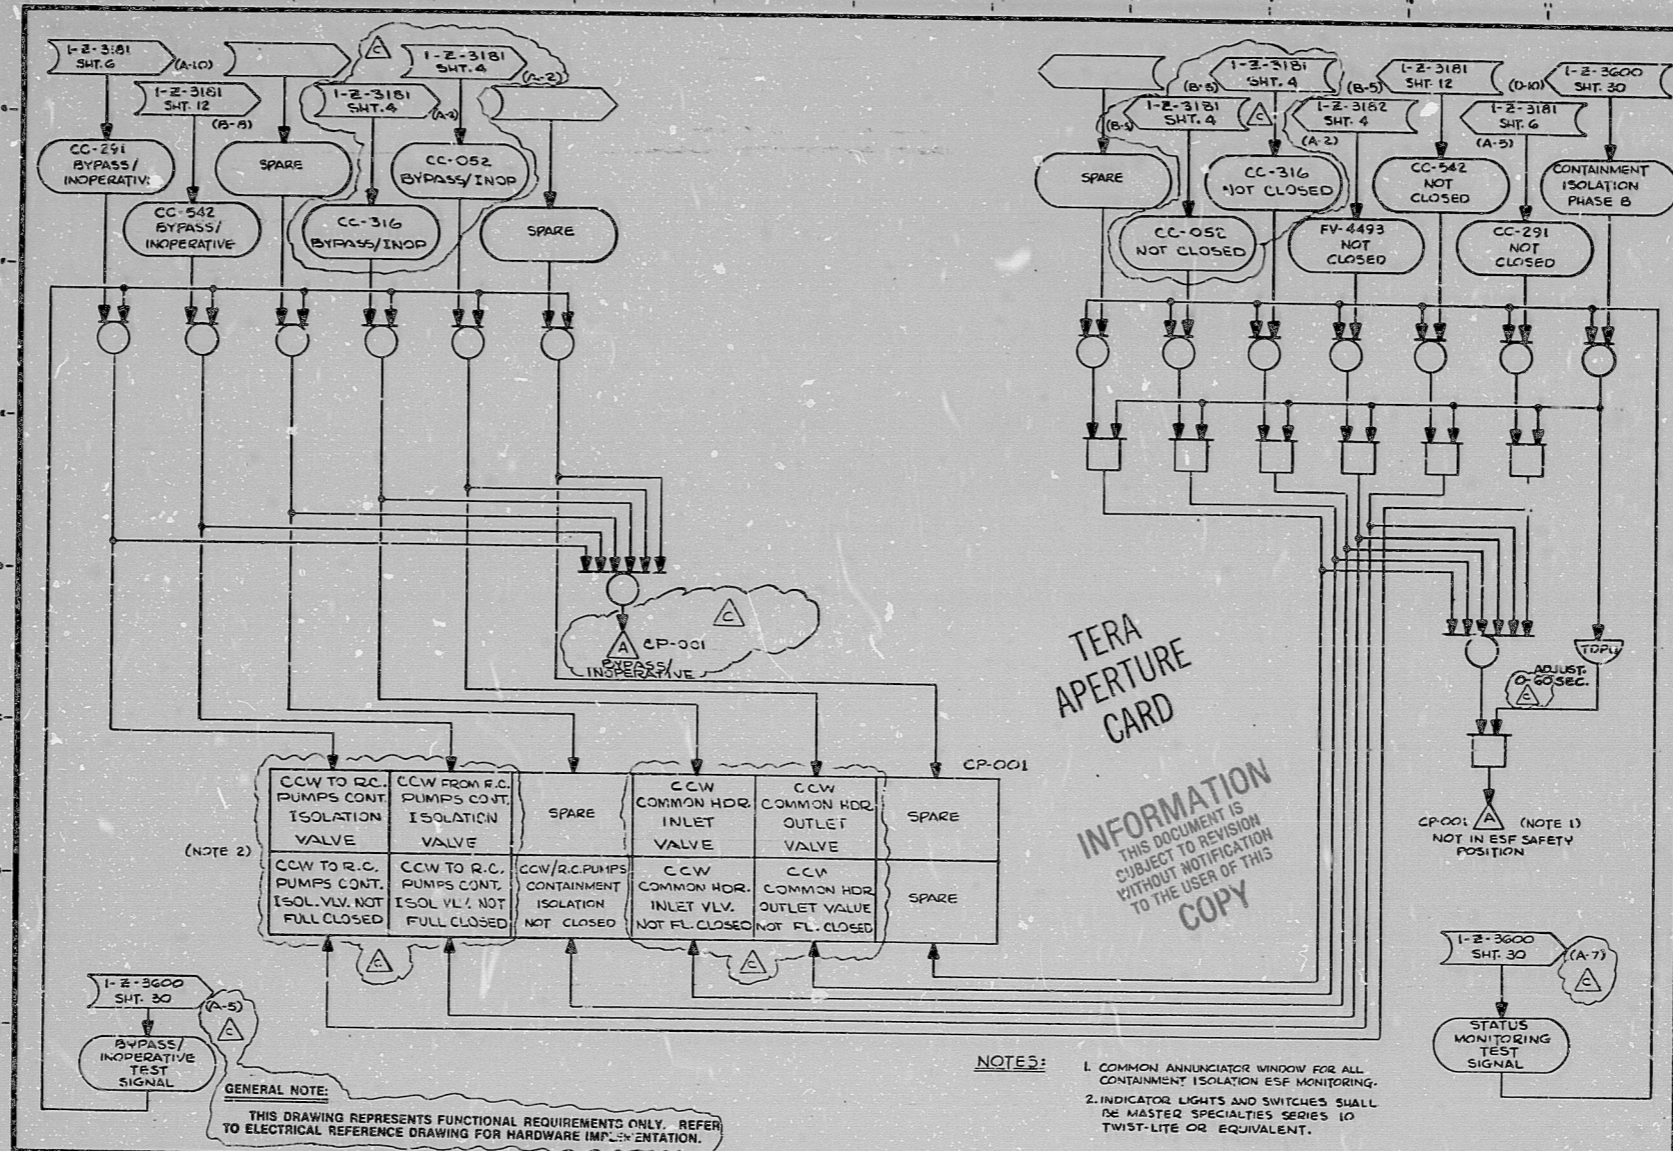 1-Z-3181
SHT. 6
(A-10)
1-Z-3181
SHT. 12
(B-8)
C
1-Z-3181
SHT. 4
(A-2)
1-Z-3181
SHT. 4
CC-291
BYPASS/
INOPERATIVE
CC-542
BYPASS/
INOPERATIVE
SPARE
CC-316
BYPASS/INOP
CC-052
BYPASS/INOP
SPARE
1-Z-3181
SHT. 4
(B-5)
1-Z-3181
SHT. 4
C
(B-5)
1-Z-3182
SHT. 4
(A-2)
1-Z-3181
SHT. 12
(D-10)
1-Z-3181
SHT. 6
(A-5)
1-Z-3600
SHT. 30
SPARE
CC-052
NOT CLOSED
CC-316
NOT CLOSED
FV-4493
NOT
CLOSED
CC-542
NOT
CLOSED
CC-291
NOT
CLOSED
CONTAINMENT
ISOLATION
PHASE B
C
A
CP-001
BYPASS/
INOPERATIVE
TERA
APERTURE
CARD
TDPU
ADJUST.
0-60 SEC.
C
CP-001
A
(NOTE 1)
NOT IN ESF SAFETY
POSITION
INFORMATION
THIS DOCUMENT IS
SUBJECT TO REVISION
WITHOUT NOTIFICATION
TO THE USER OF THIS
COPY
CP-001
(NOTE 2)
CCW TO R.C.
PUMPS CONT.
ISOLATION
VALVE
CCW FROM R.C.
PUMPS CONT.
ISOLATION
VALVE
SPARE
CCW
COMMON HDR.
INLET
VALVE
CCW
COMMON HDR.
OUTLET
VALVE
SPARE
CCW TO R.C.
PUMPS CONT.
ISOL. VLV. NOT
FULL CLOSED
CCW TO R.C.
PUMPS CONT.
ISOL VLV. NOT
FULL CLOSED
CCW/R.C.PUMPS
CONTAINMENT
ISOLATION
NOT CLOSED
CCW
COMMON HDR.
INLET VLV.
NOT FL. CLOSED
CCW
COMMON HDR.
OUTLET VALUE
NOT FL. CLOSED
SPARE
C
C
1-Z-3600
SHT. 30
(A-5)
C
BYPASS/
INOPERATIVE
TEST
SIGNAL
1-Z-3600
SHT. 30
(A-7)
C
STATUS
MONITORING
TEST
SIGNAL
GENERAL NOTE:
THIS DRAWING REPRESENTS FUNCTIONAL REQUIREMENTS ONLY. REFER
TO ELECTRICAL REFERENCE DRAWING FOR HARDWARE IMPLEMENTATION.
NOTES:
1. COMMON ANNUNCIATOR WINDOW FOR ALL
CONTAINMENT ISOLATION ESF MONITORING.
2. INDICATOR LIGHTS AND SWITCHES SHALL
BE MASTER SPECIALTIES SERIES 10
TWIST-LITE OR EQUIVALENT.